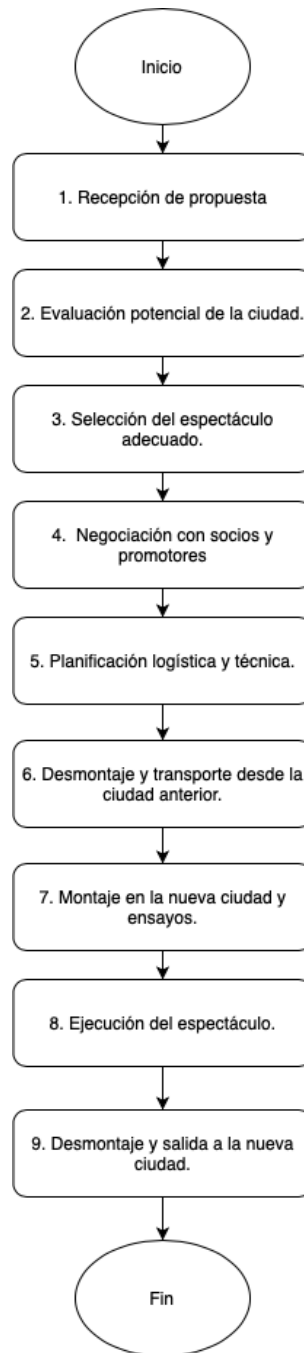 Inicio
1. Recepción de propuesta
2. Evaluación potencial de la ciudad.
3. Selección del espectáculo
adecuado.
4. Negociación con socios y
promotores
5. Planificación logística y técnica.
6. Desmontaje y transporte desde la
ciudad anterior.
7. Montaje en la nueva ciudad y
ensayos.
8. Ejecución del espectáculo.
9. Desmontaje y salida a la nueva
ciudad.
Fin